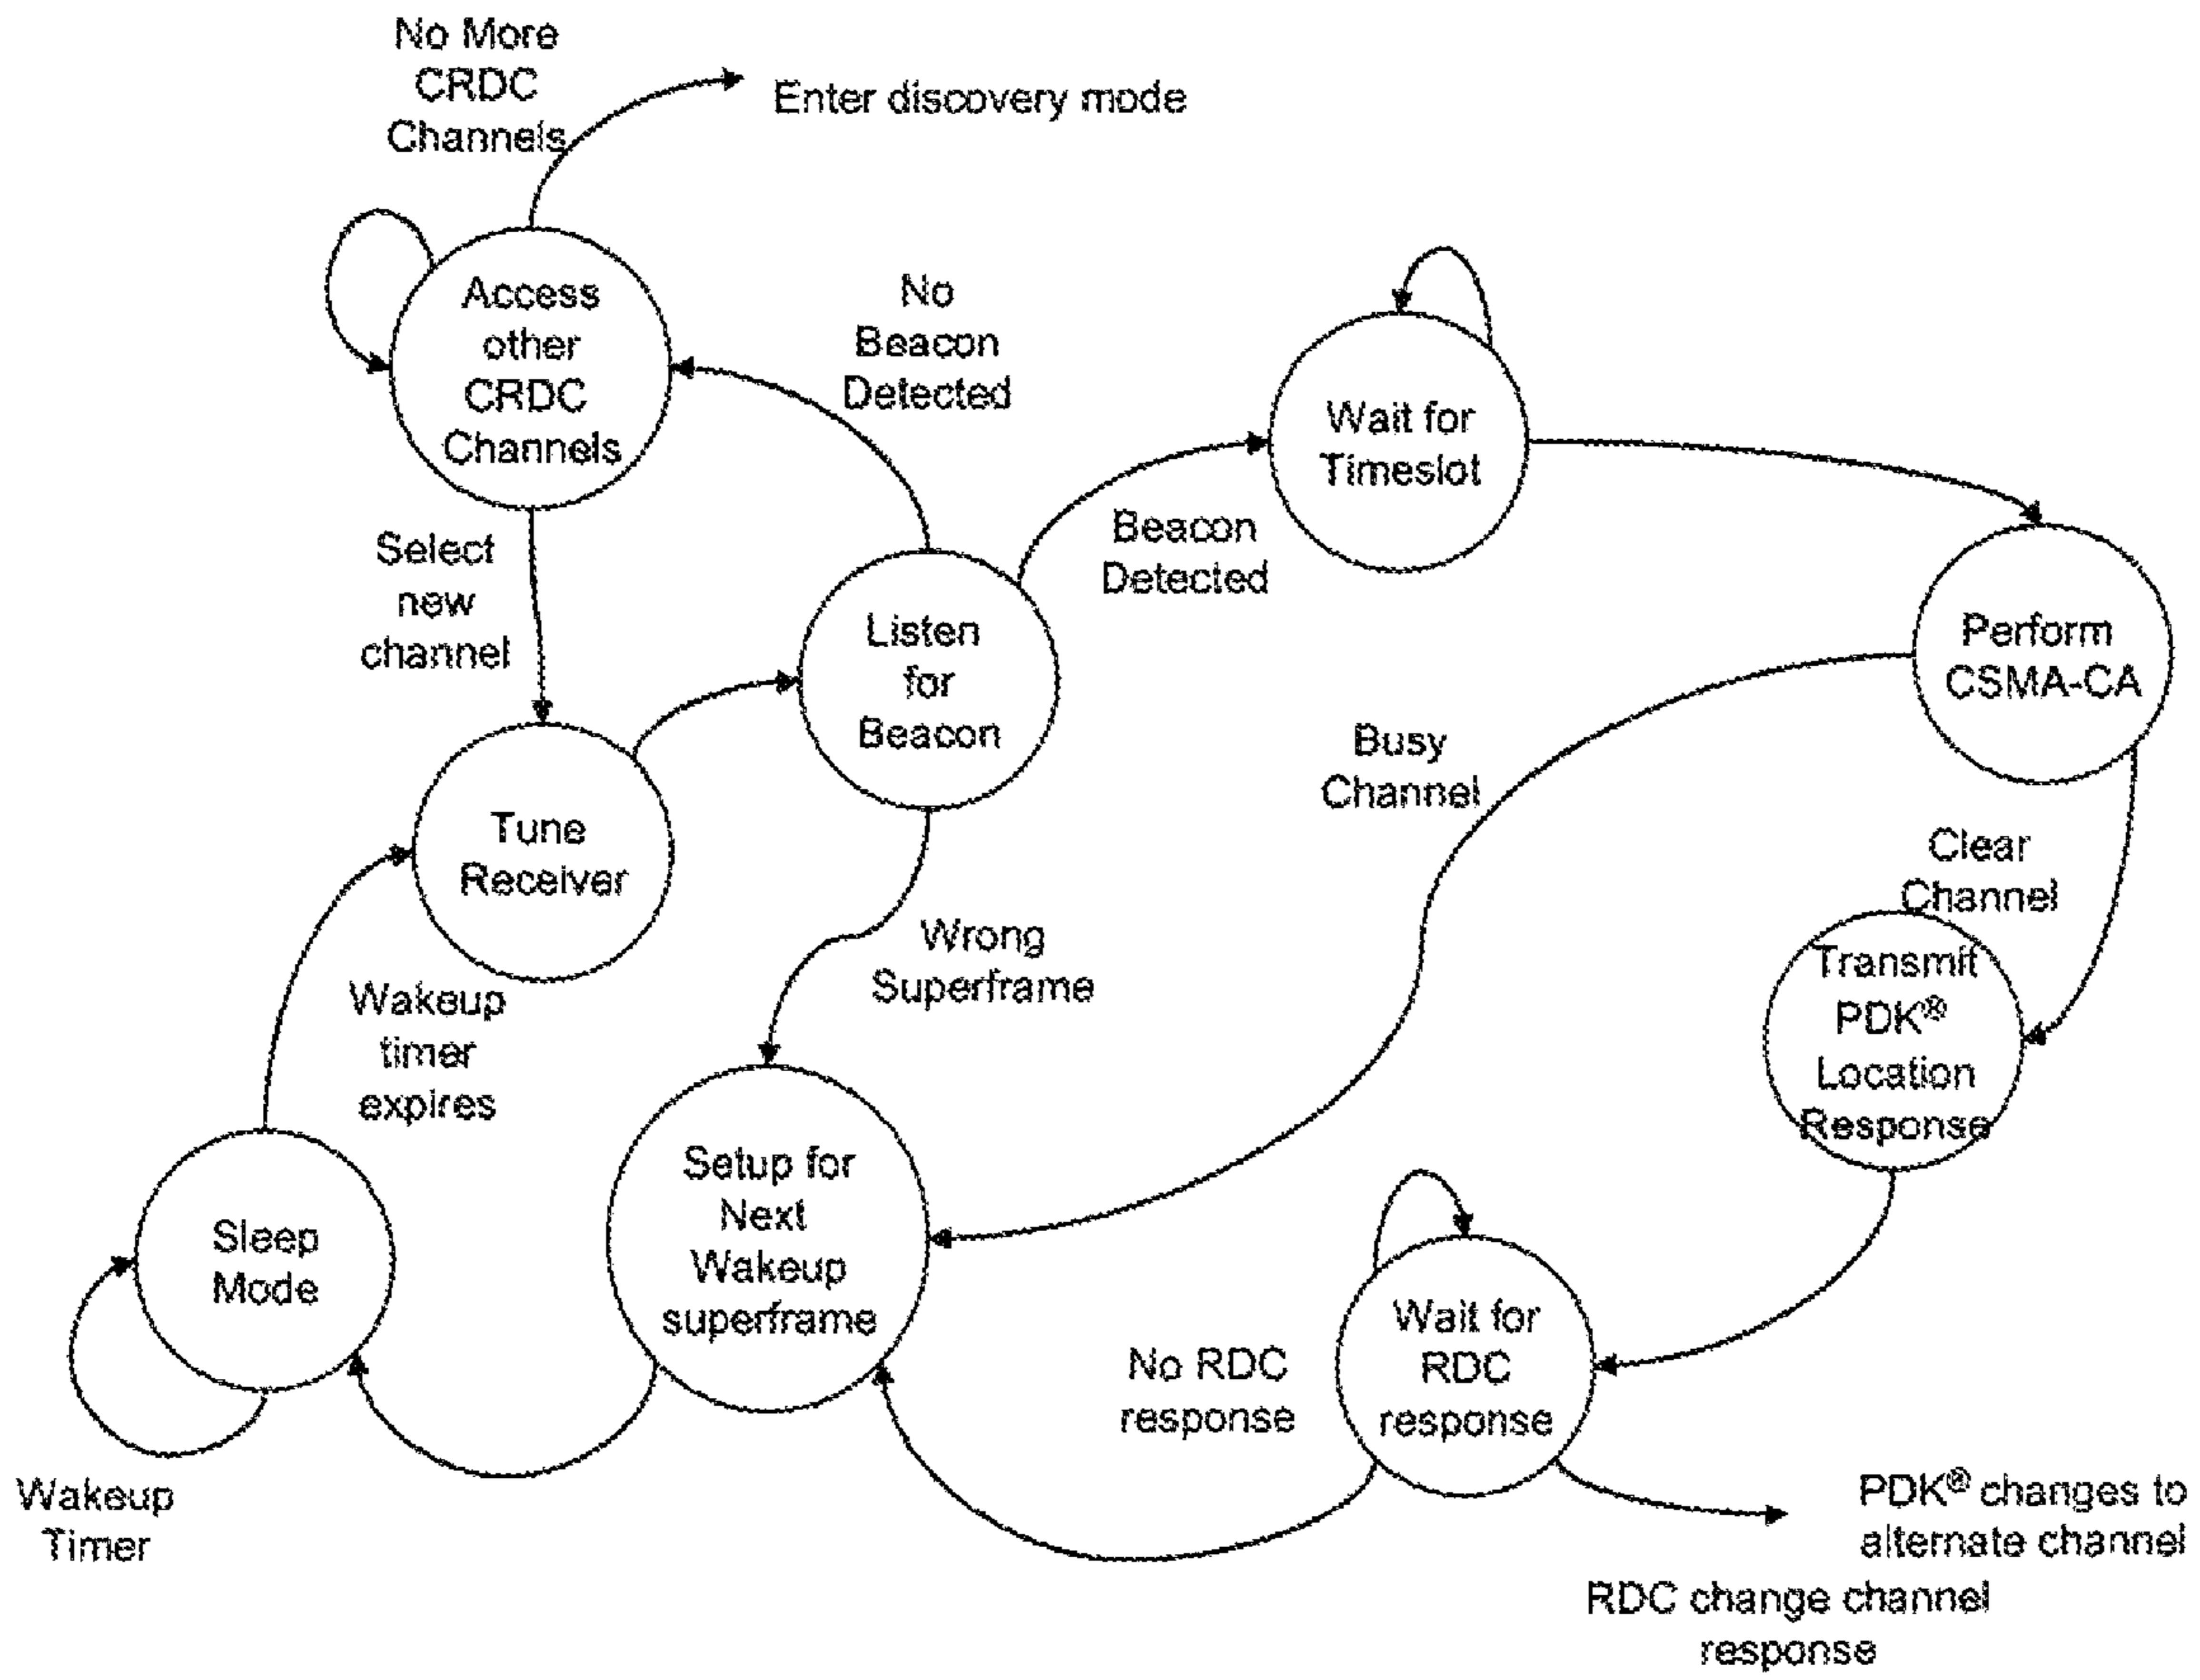 No More
CRDC
Channels
Enter discovery mode
Access
other
CRDC
Channels
No
Beacon
Detected
Wait for
Timeslot
Beacon
Detected
Select
new
channel
Listen
for
Beacon
Perform
CSMA-CA
Busy
Channel
Tune
Receiver
Clear
Channel
Wrong
Superframe
Transmit
PDK®
Location
Response
Wakeup
timer
expires
Setup for
Next
Wakeup
superframe
Sleep
Mode
Wait for
RDC
response
No RDC
response
Wakeup
Timer
PDK® changes to
alternate channel
RDC change channel
response